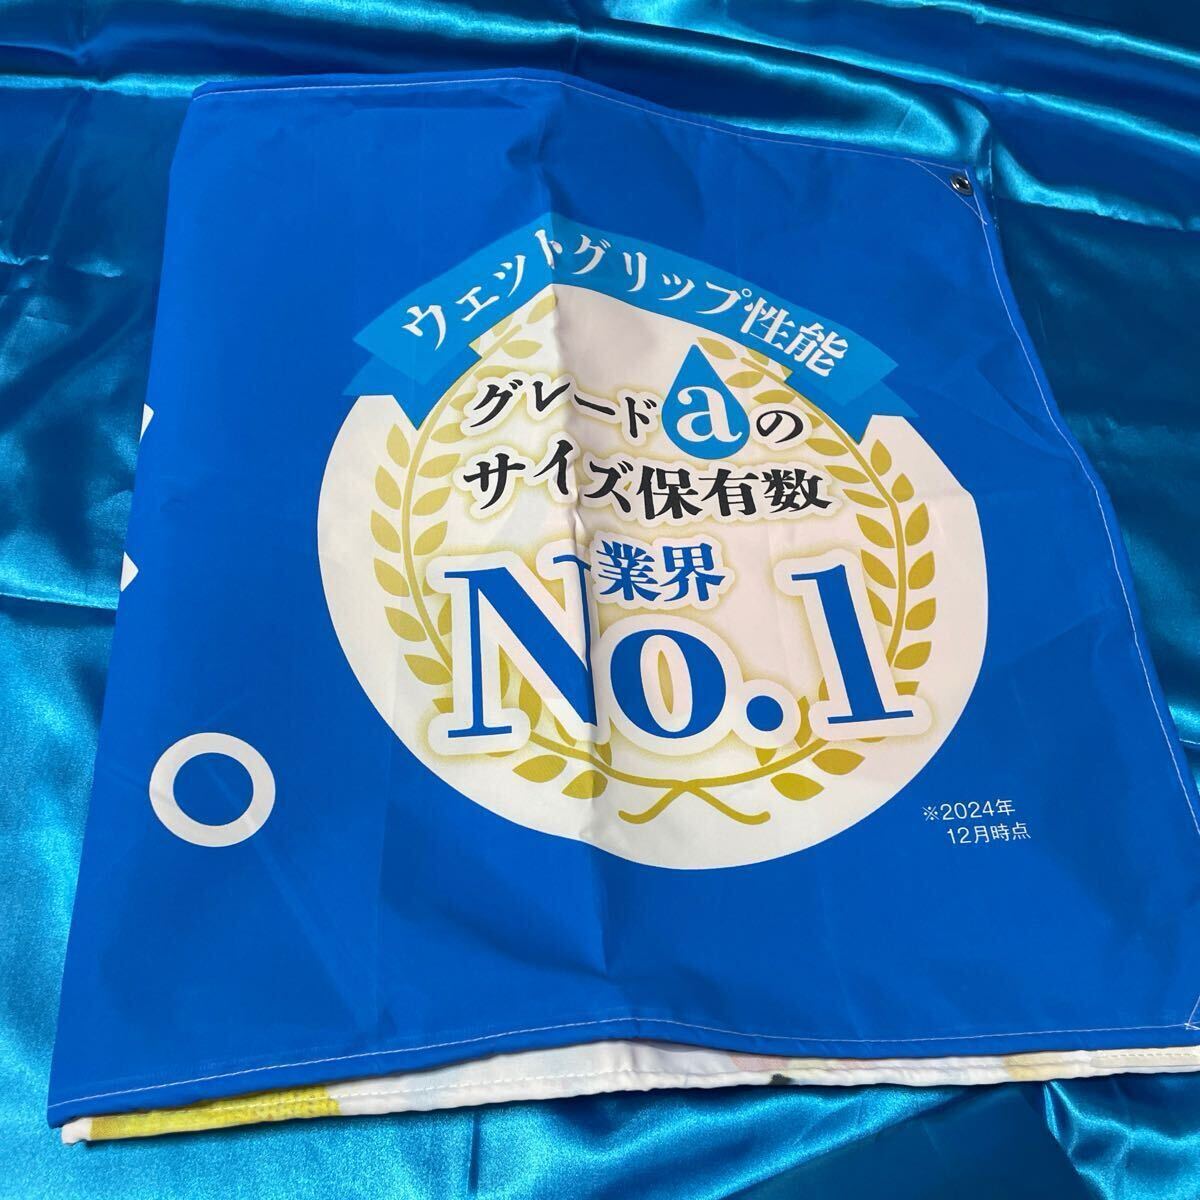 ウェットグリップ性能
グレードaの
サイズ保有数
業界
No.1
※2024年
12月時点